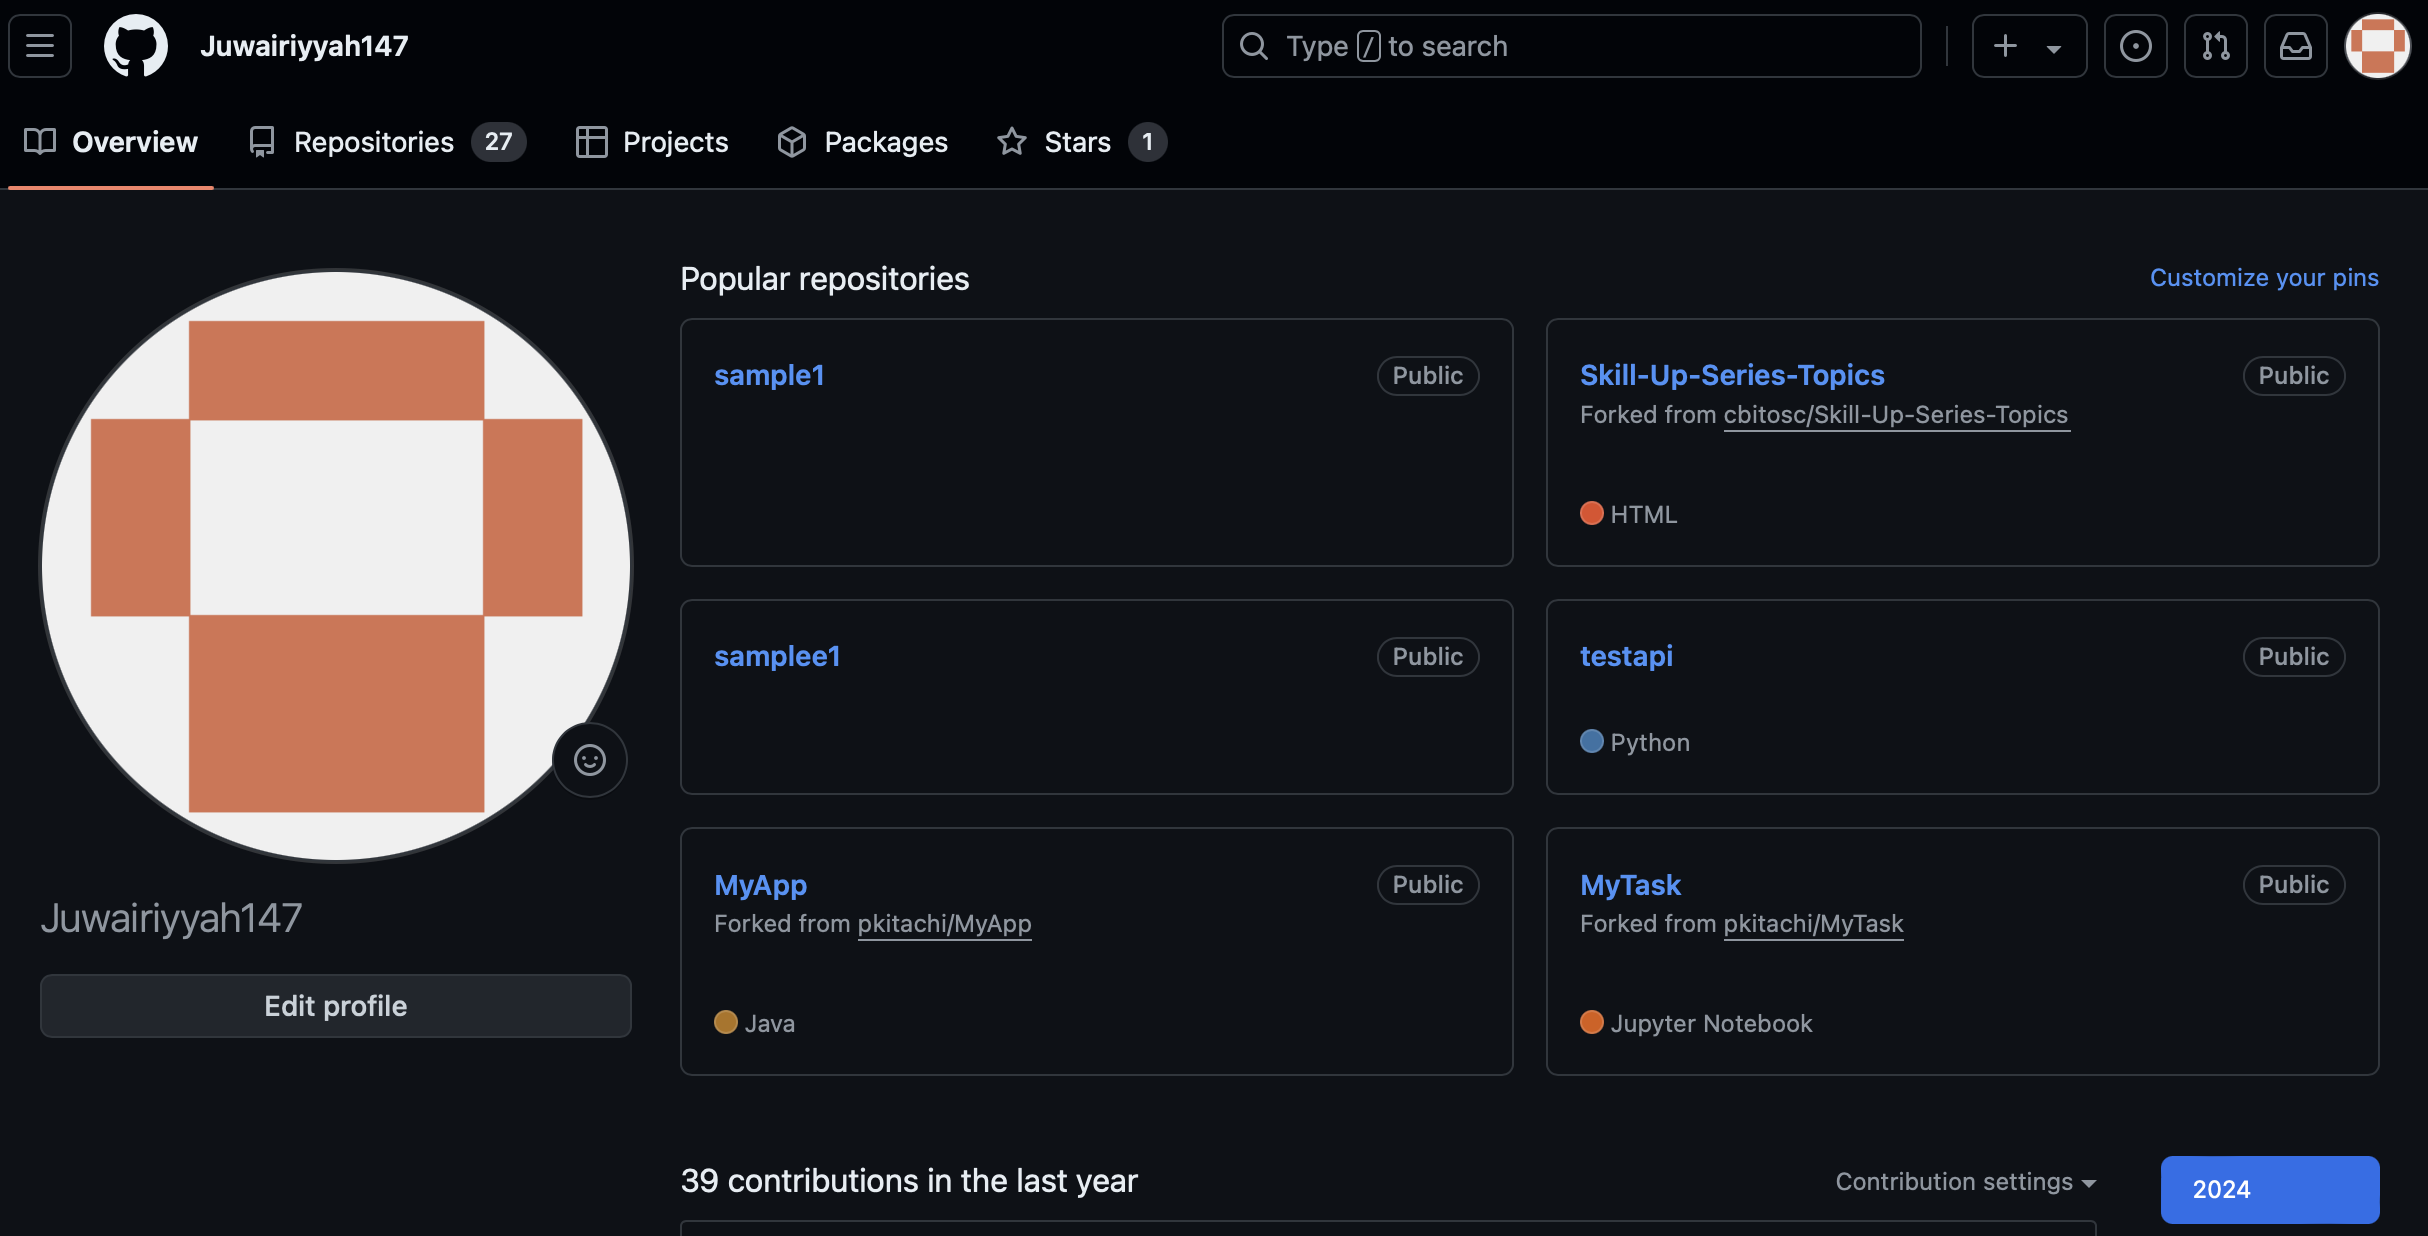 Juwairiyyah147
Type / to search
Overview
Repositories 27
Projects
Packages
Stars 1
Popular repositories
Customize your pins
sample1
Public
Skill-Up-Series-Topics
Public
Forked from cbitosc/Skill-Up-Series-Topics
HTML
samplee1
Public
testapi
Public
Python
MyApp
Public
Forked from pkitachi/MyApp
Java
MyTask
Public
Forked from pkitachi/MyTask
Jupyter Notebook
Juwairiyyah147
Edit profile
39 contributions in the last year
Contribution settings
2024